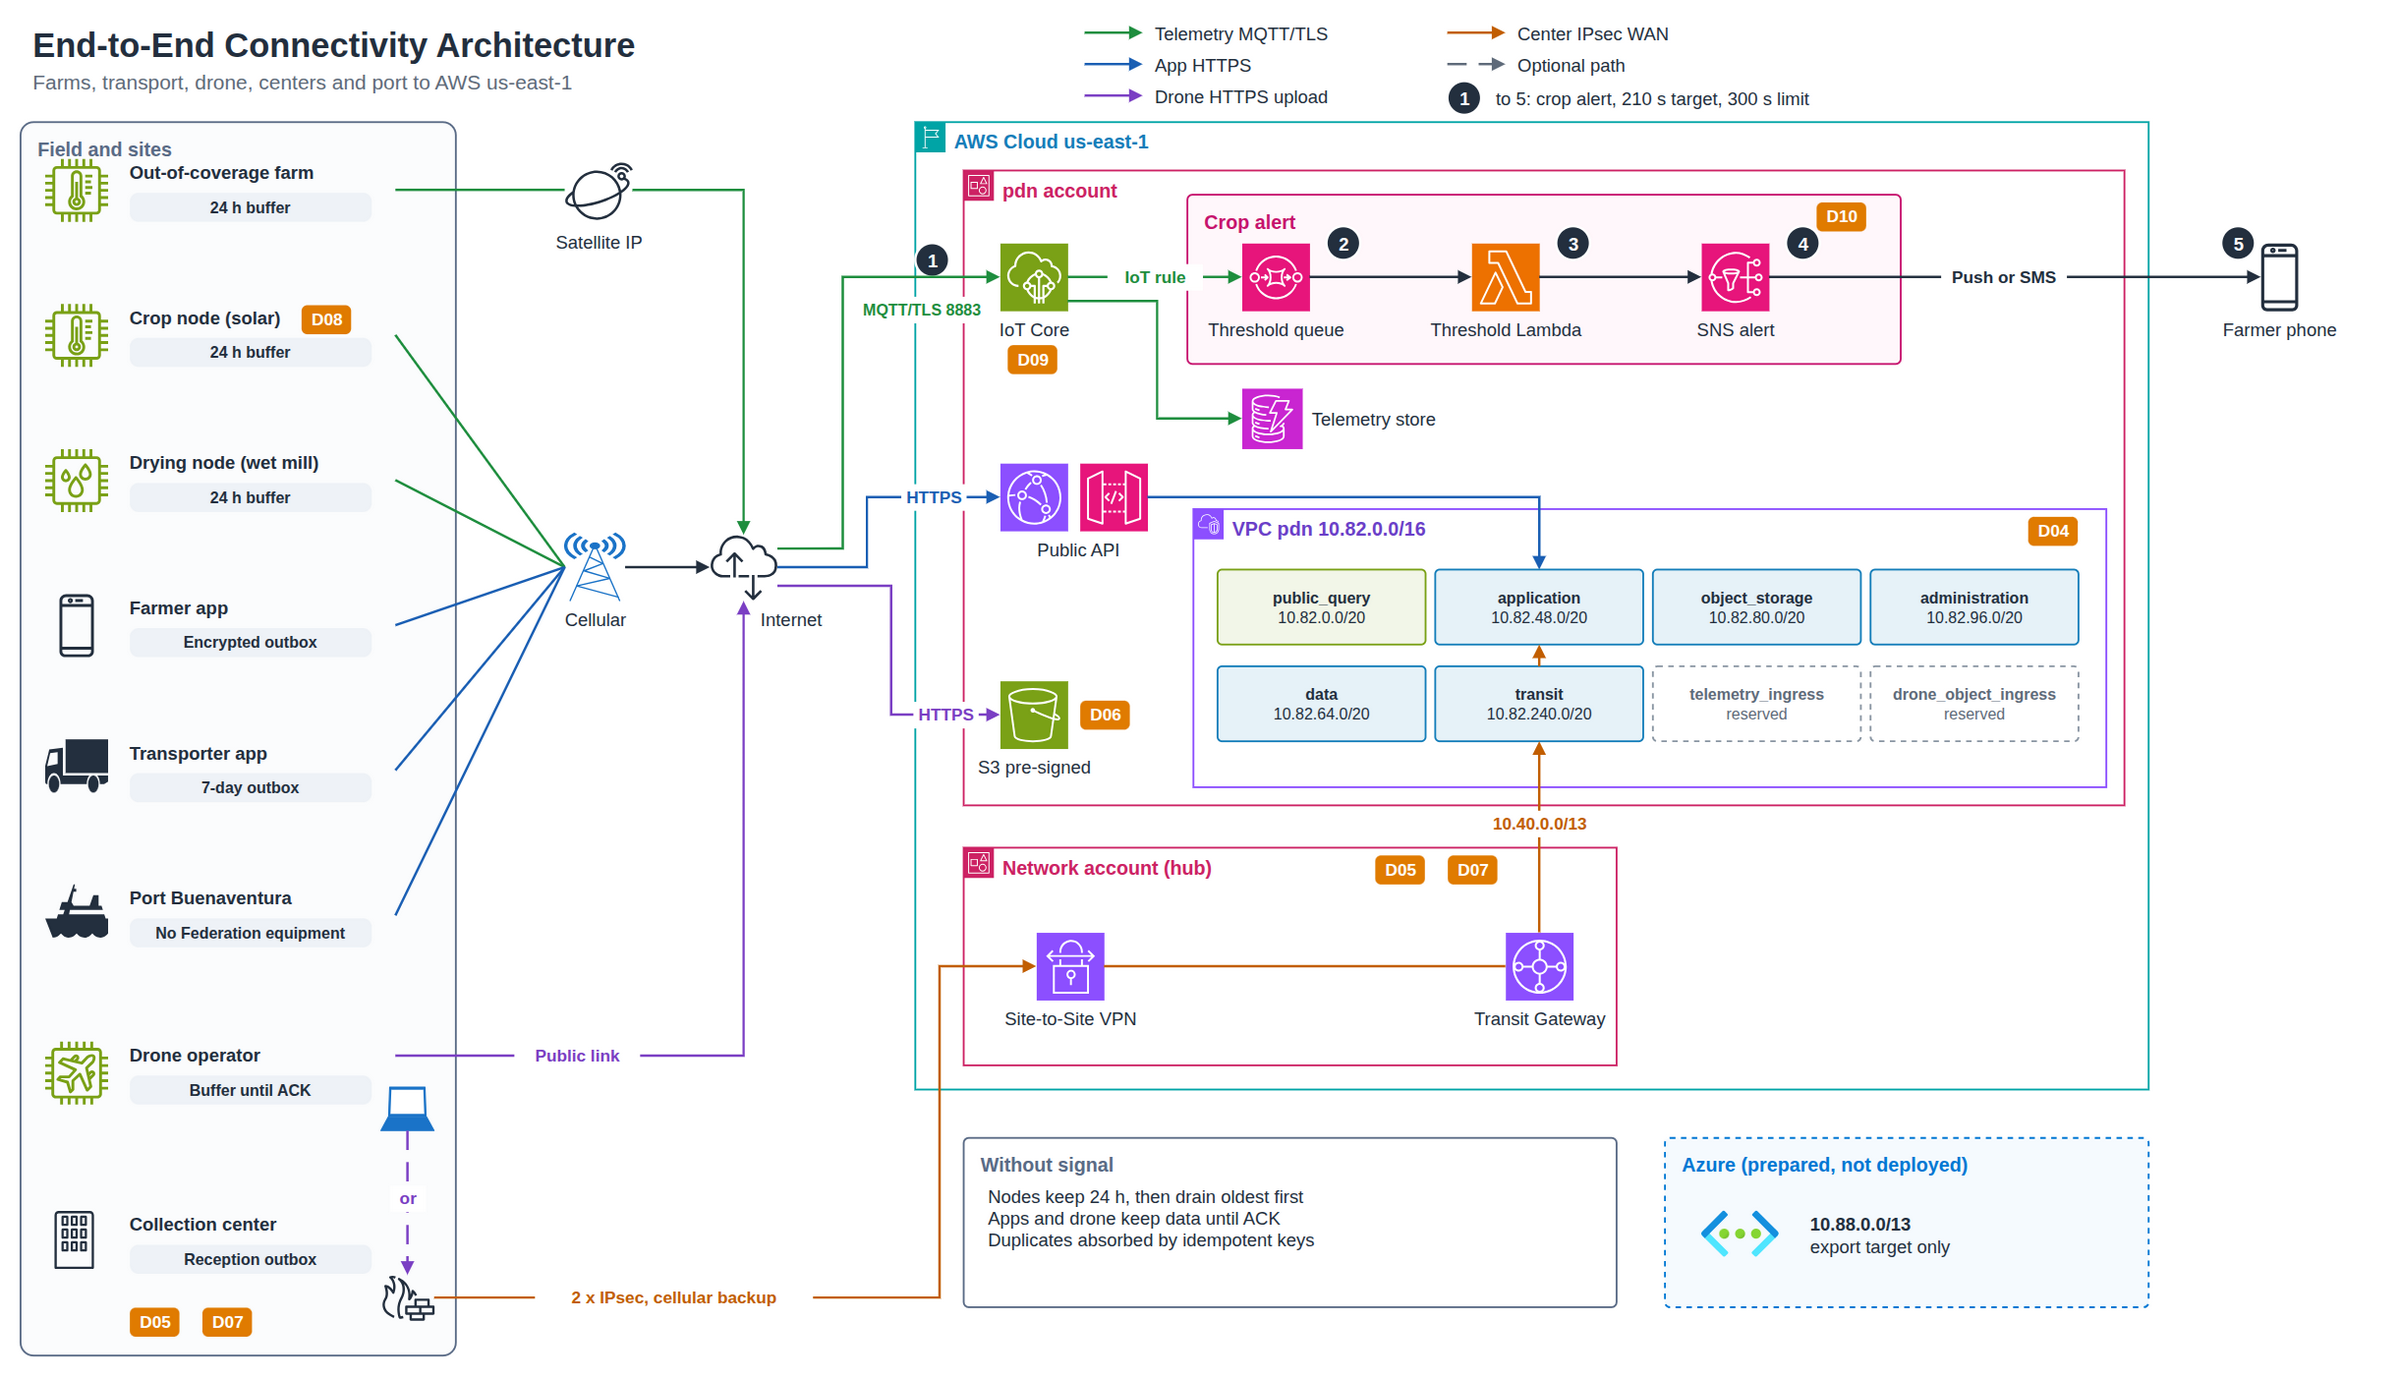 End-to-End Connectivity Architecture
Farms, transport, drone, centers and port to AWS us-east-1
Telemetry MQTT/TLS
App HTTPS
Drone HTTPS upload
Center IPsec WAN
Optional path
1 to 5: crop alert, 210 s target, 300 s limit
Field and sites
Out-of-coverage farm
24 h buffer
Crop node (solar)
D08
24 h buffer
Drying node (wet mill)
24 h buffer
Farmer app
Encrypted outbox
Transporter app
7-day outbox
Port Buenaventura
No Federation equipment
Drone operator
Buffer until ACK
or
Collection center
Reception outbox
D05
D07
Satellite IP
Cellular
Internet
Public link
2 x IPsec, cellular backup
AWS Cloud us-east-1
pdn account
1
MQTT/TLS 8883
IoT Core
D09
IoT rule
Crop alert
D10
2
3
4
Threshold queue
Threshold Lambda
SNS alert
Push or SMS
5
Farmer phone
Telemetry store
HTTPS
Public API
HTTPS
S3 pre-signed
D06
VPC pdn 10.82.0.0/16
D04
public_query
10.82.0.0/20
application
10.82.48.0/20
object_storage
10.82.80.0/20
administration
10.82.96.0/20
data
10.82.64.0/20
transit
10.82.240.0/20
telemetry_ingress
reserved
drone_object_ingress
reserved
10.40.0.0/13
Network account (hub)
D05
D07
Site-to-Site VPN
Transit Gateway
Without signal
Nodes keep 24 h, then drain oldest first
Apps and drone keep data until ACK
Duplicates absorbed by idempotent keys
Azure (prepared, not deployed)
10.88.0.0/13
export target only